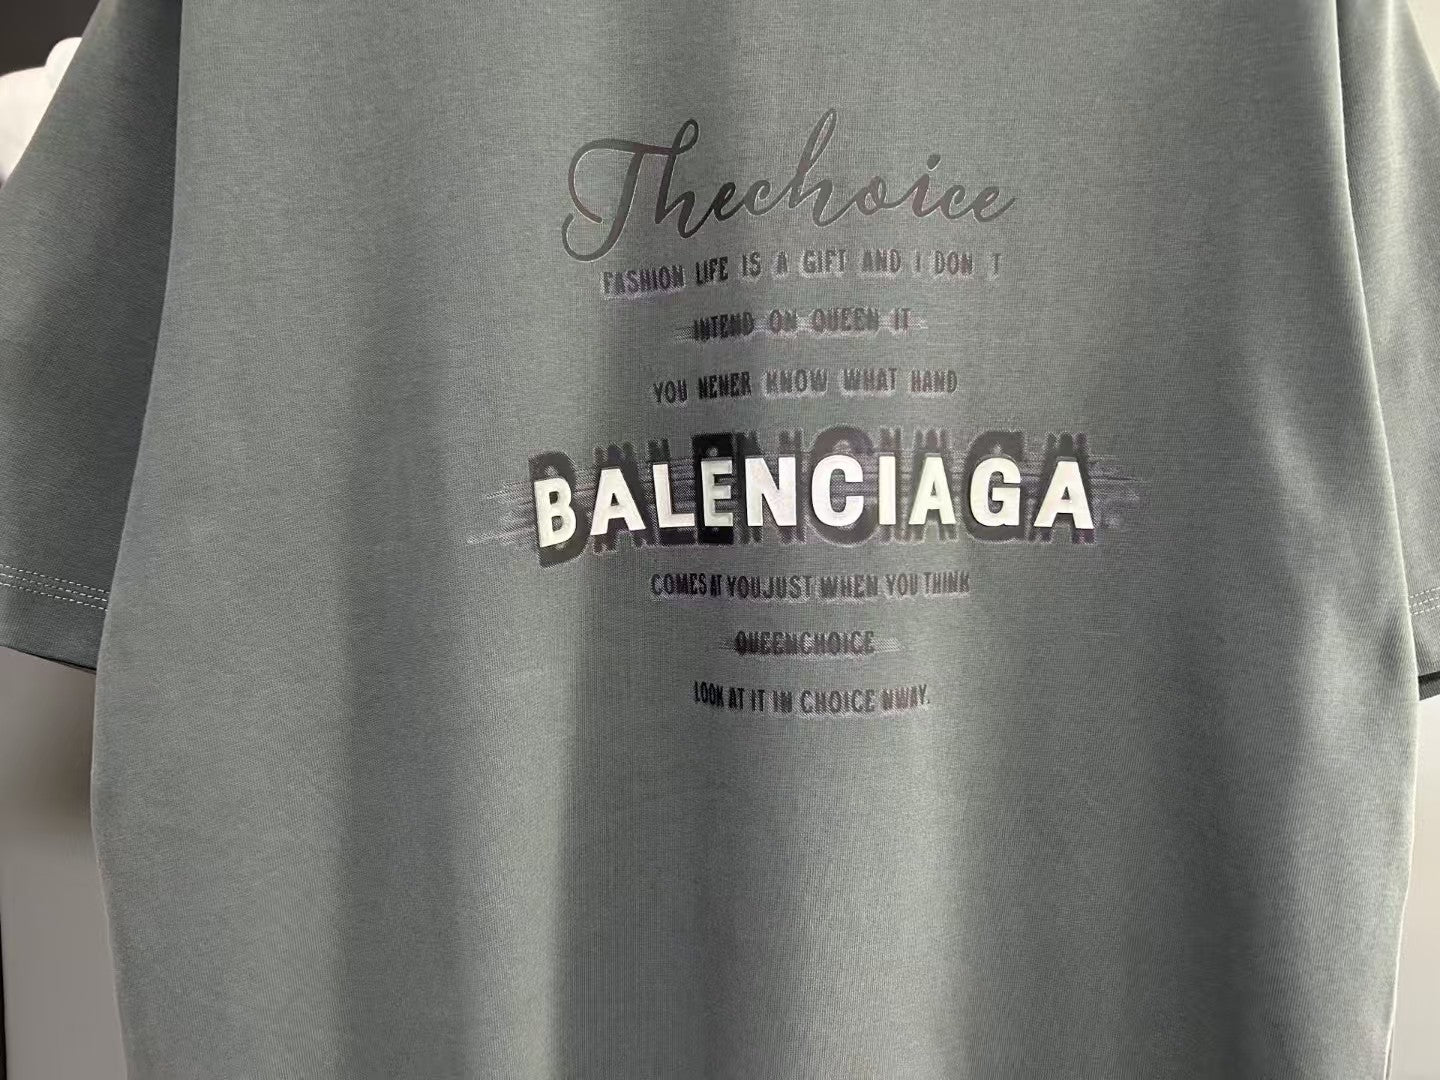 Thechoice
FASHION LIFE IS A GIFT AND I DON T
INTEND ON QUEEN IT
YOU NENER KNOW WHAT HAND
BALENCIAGA
COMES AT YOUJUST WHEN YOU THINK
QUEENCHOICE
LOOK AT IT IN CHOICE NWAY.